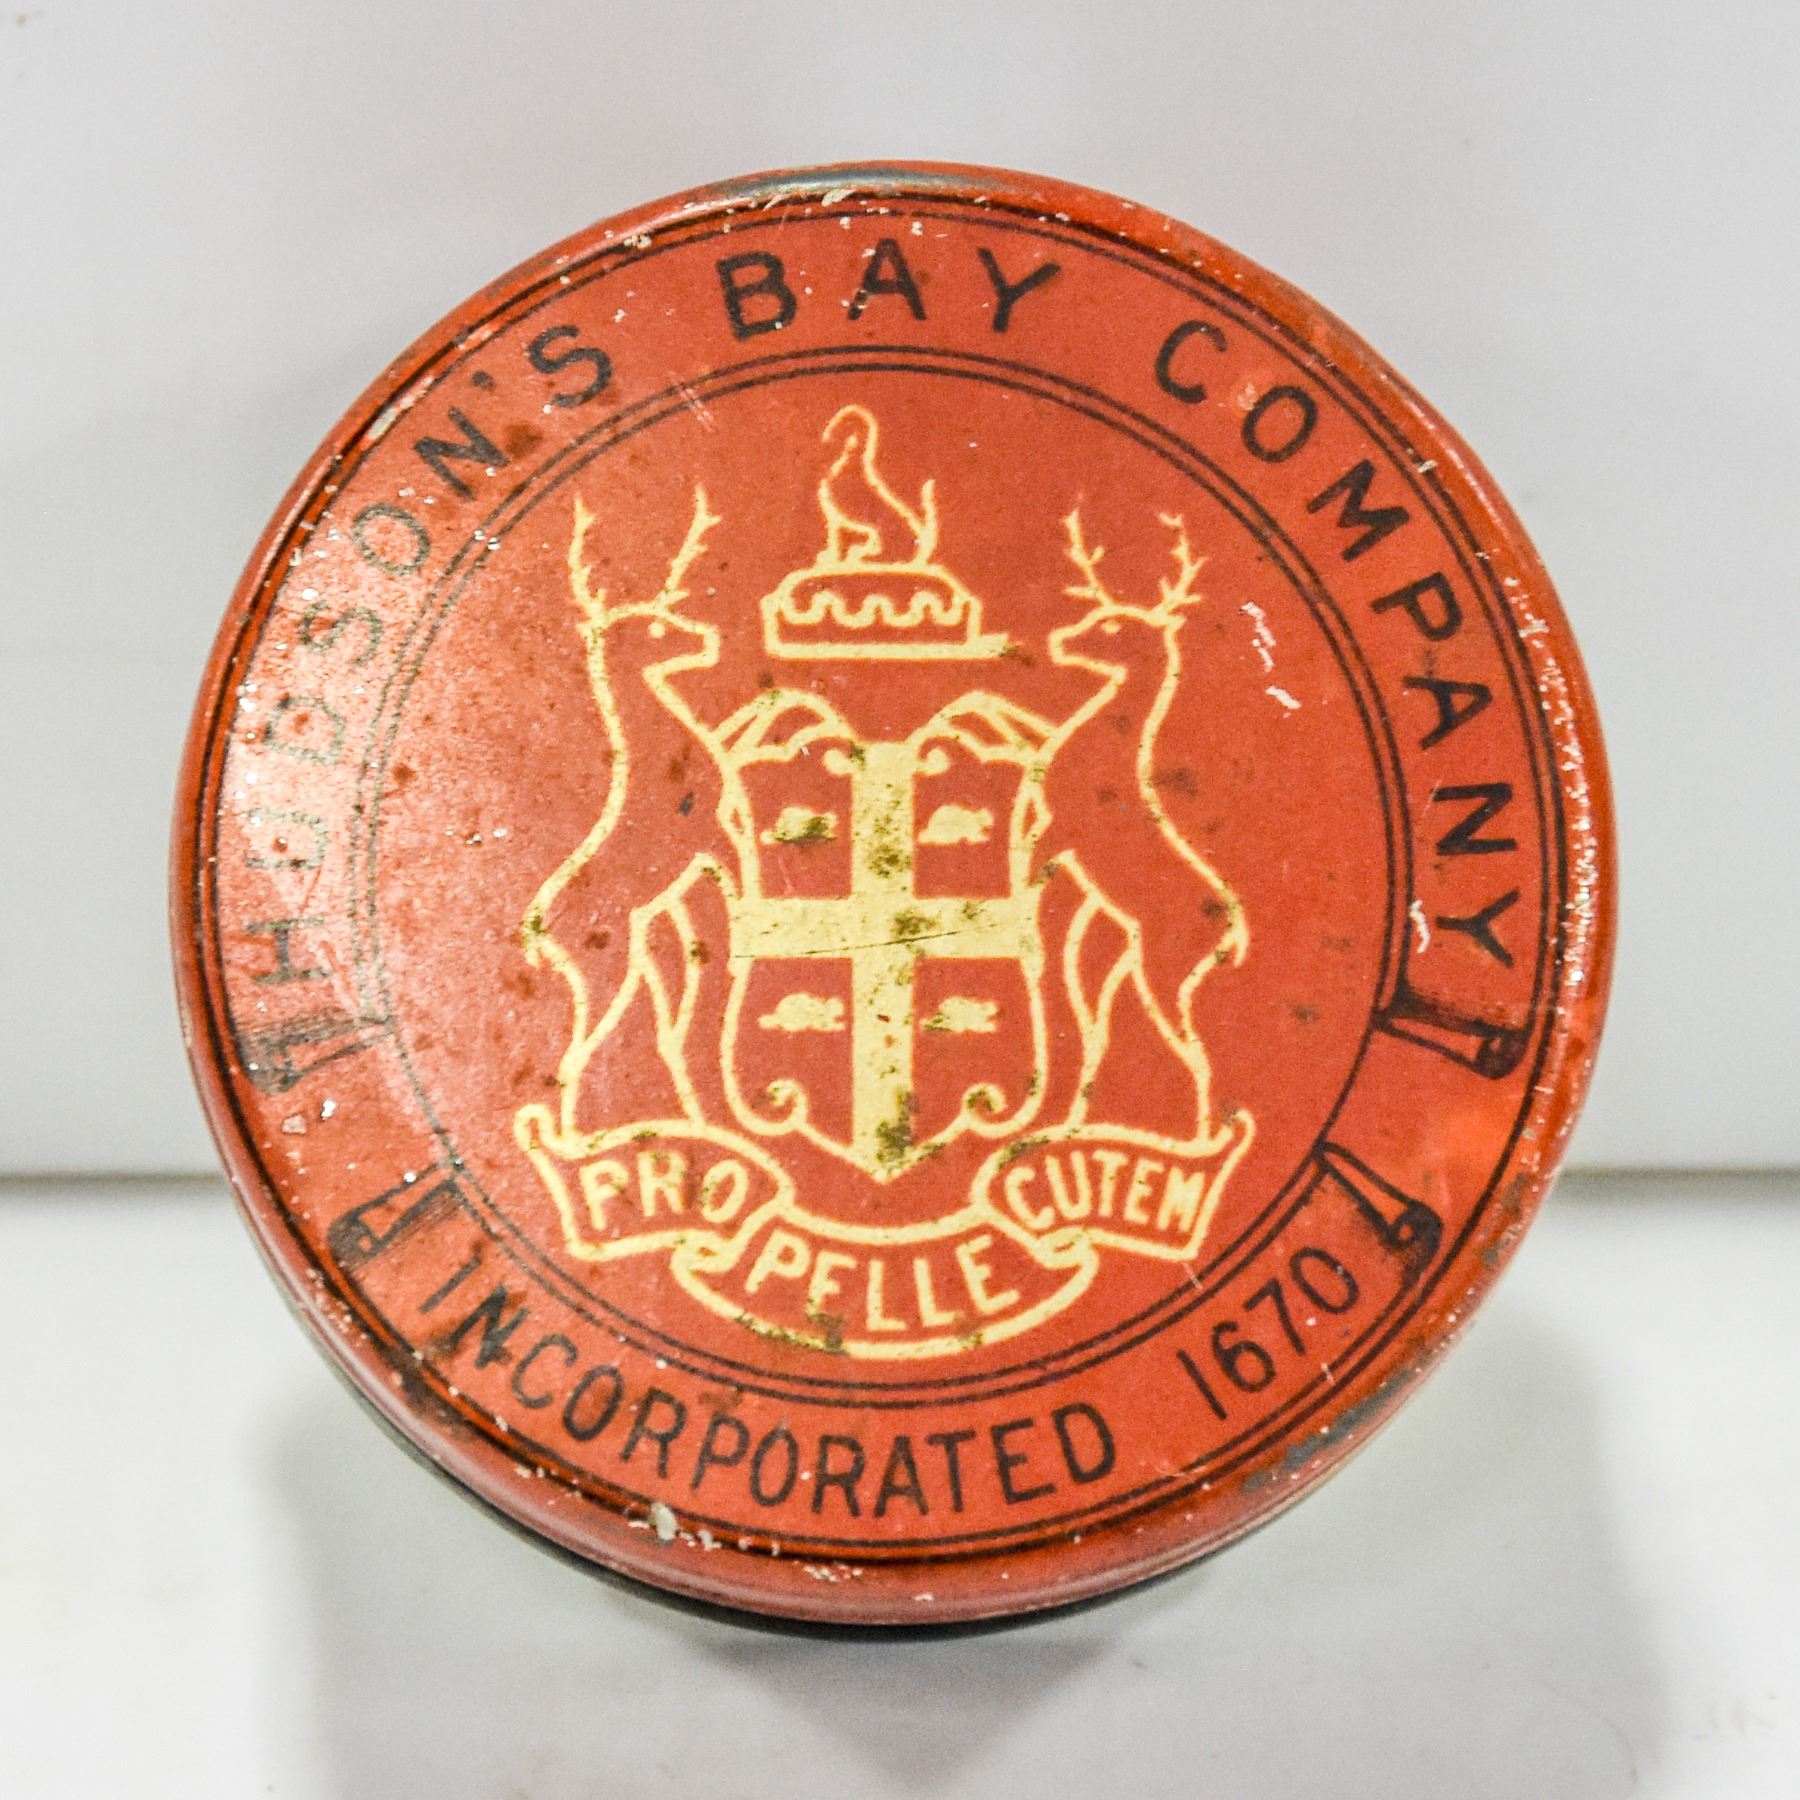 HUDSON'S BAY COMPANY
PRO PELLE CUTEM
INCORPORATED 1670